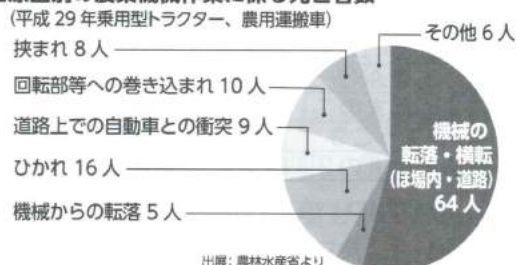 (平成 29 年乗用型トラクター、農用運搬車)
その他 6 人
挟まれ 8 人
回転部等への巻き込まれ 10 人
道路上での自動車との衝突 9 人
ひかれ 16 人
機械からの転落 5 人
機械の
転落・横転
(ほ場内・道路)
64 人
出展: 農林水産省より